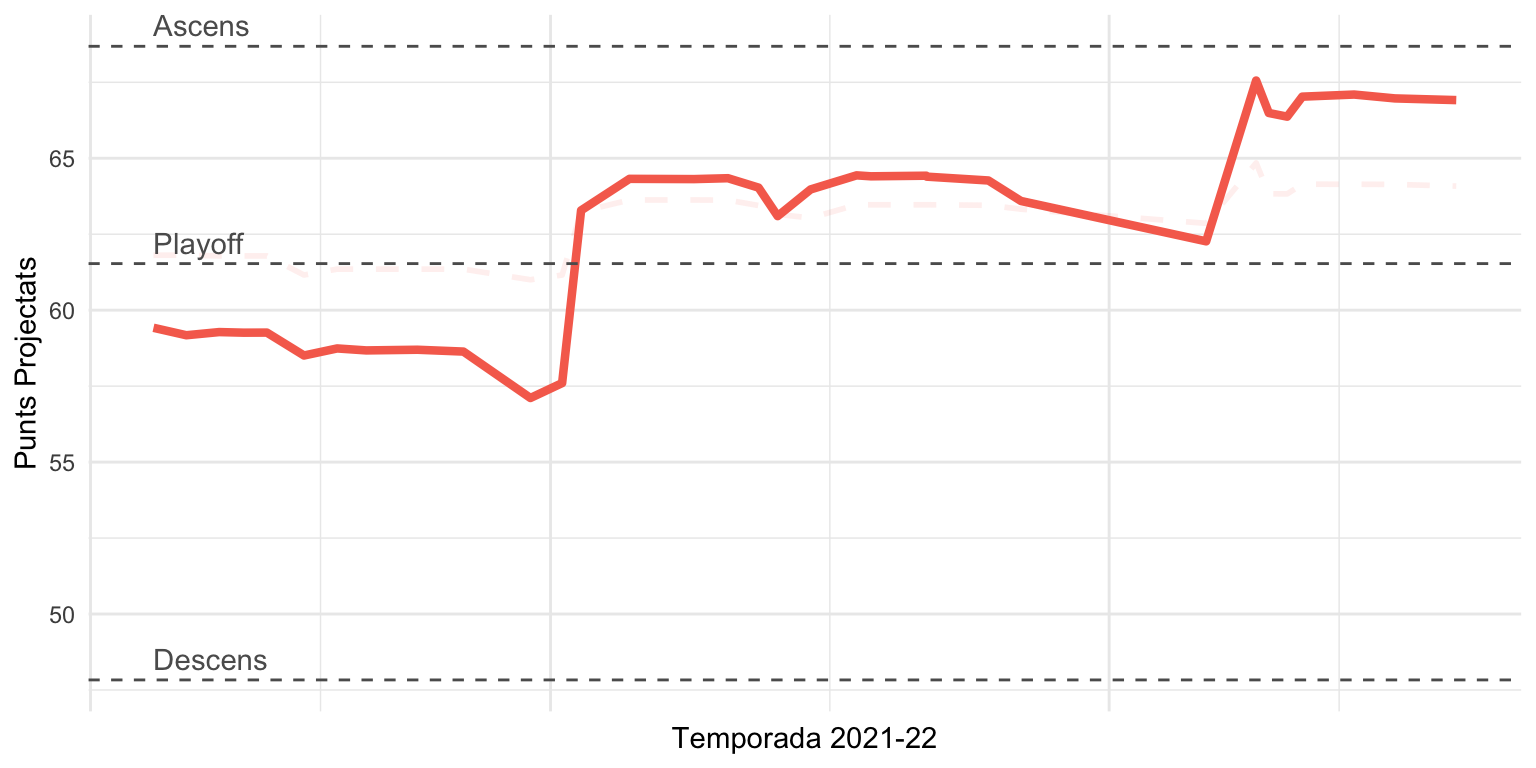 Ascens
65
Playoff
60
55
50
Descens
Punts Projectats
Temporada 2021-22